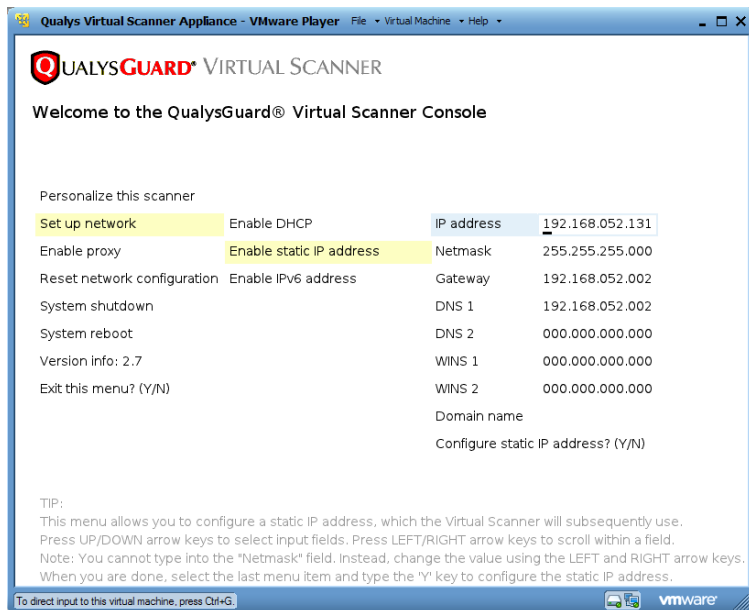 Qualys Virtual Scanner Appliance - VMware Player File Virtual Machine Help
QUALYSGUARD® VIRTUAL SCANNER
Welcome to the QualysGuard® Virtual Scanner Console
Personalize this scanner
Set up network Enable DHCP IP address 192.168.052.131
Enable proxy Enable static IP address Netmask 255.255.255.000
Reset network configuration Enable IPv6 address Gateway 192.168.052.002
System shutdown DNS 1 192.168.052.002
System reboot DNS 2 000.000.000.000
Version info: 2.7 WINS 1 000.000.000.000
Exit this menu? (Y/N) WINS 2 000.000.000.000
Domain name
Configure static IP address? (Y/N)
TIP:
This menu allows you to configure a static IP address, which the Virtual Scanner will subsequently use.
Press UP/DOWN arrow keys to select input fields. Press LEFT/RIGHT arrow keys to scroll within a field.
Note: You cannot type into the "Netmask" field. Instead, change the value using the LEFT and RIGHT arrow keys.
When you are done, select the last menu item and type the 'Y' key to configure the static IP address.
To direct input to this virtual machine, press Ctrl+G. vmware